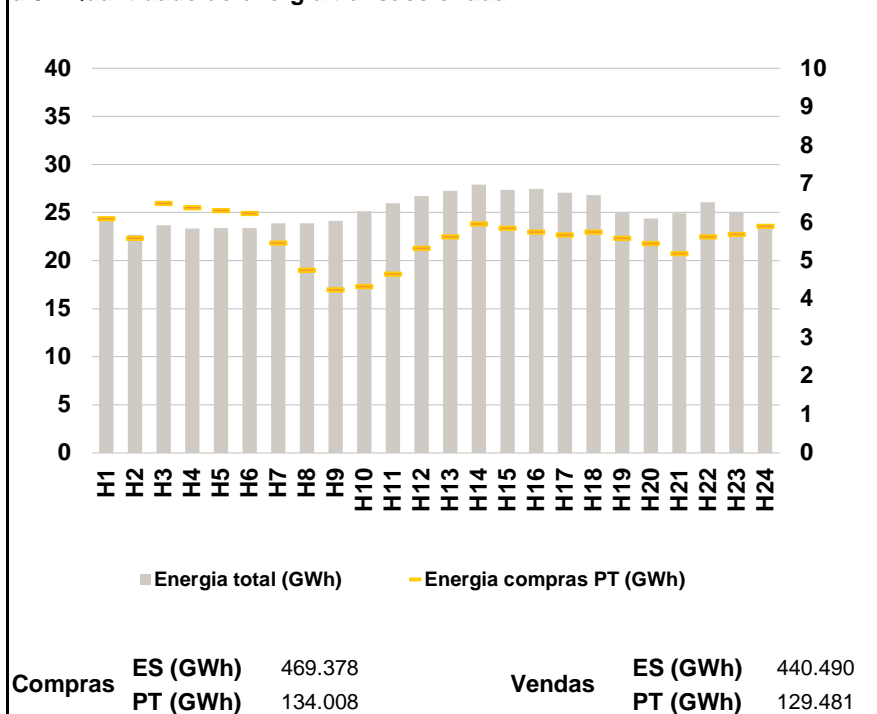 40 10
35 9
30 8
25 7
20 6
15 5
10 4
5 3
0 2
1
0
H1 H2 H3 H4 H5 H6 H7 H8 H9 H10 H11 H12 H13 H14 H15 H16 H17 H18 H19 H20 H21 H22 H23 H24
Energia total (GWh) Energia compras PT (GWh)
Compras ES (GWh) 469.378 Vendas ES (GWh) 440.490
PT (GWh) 134.008 PT (GWh) 129.481